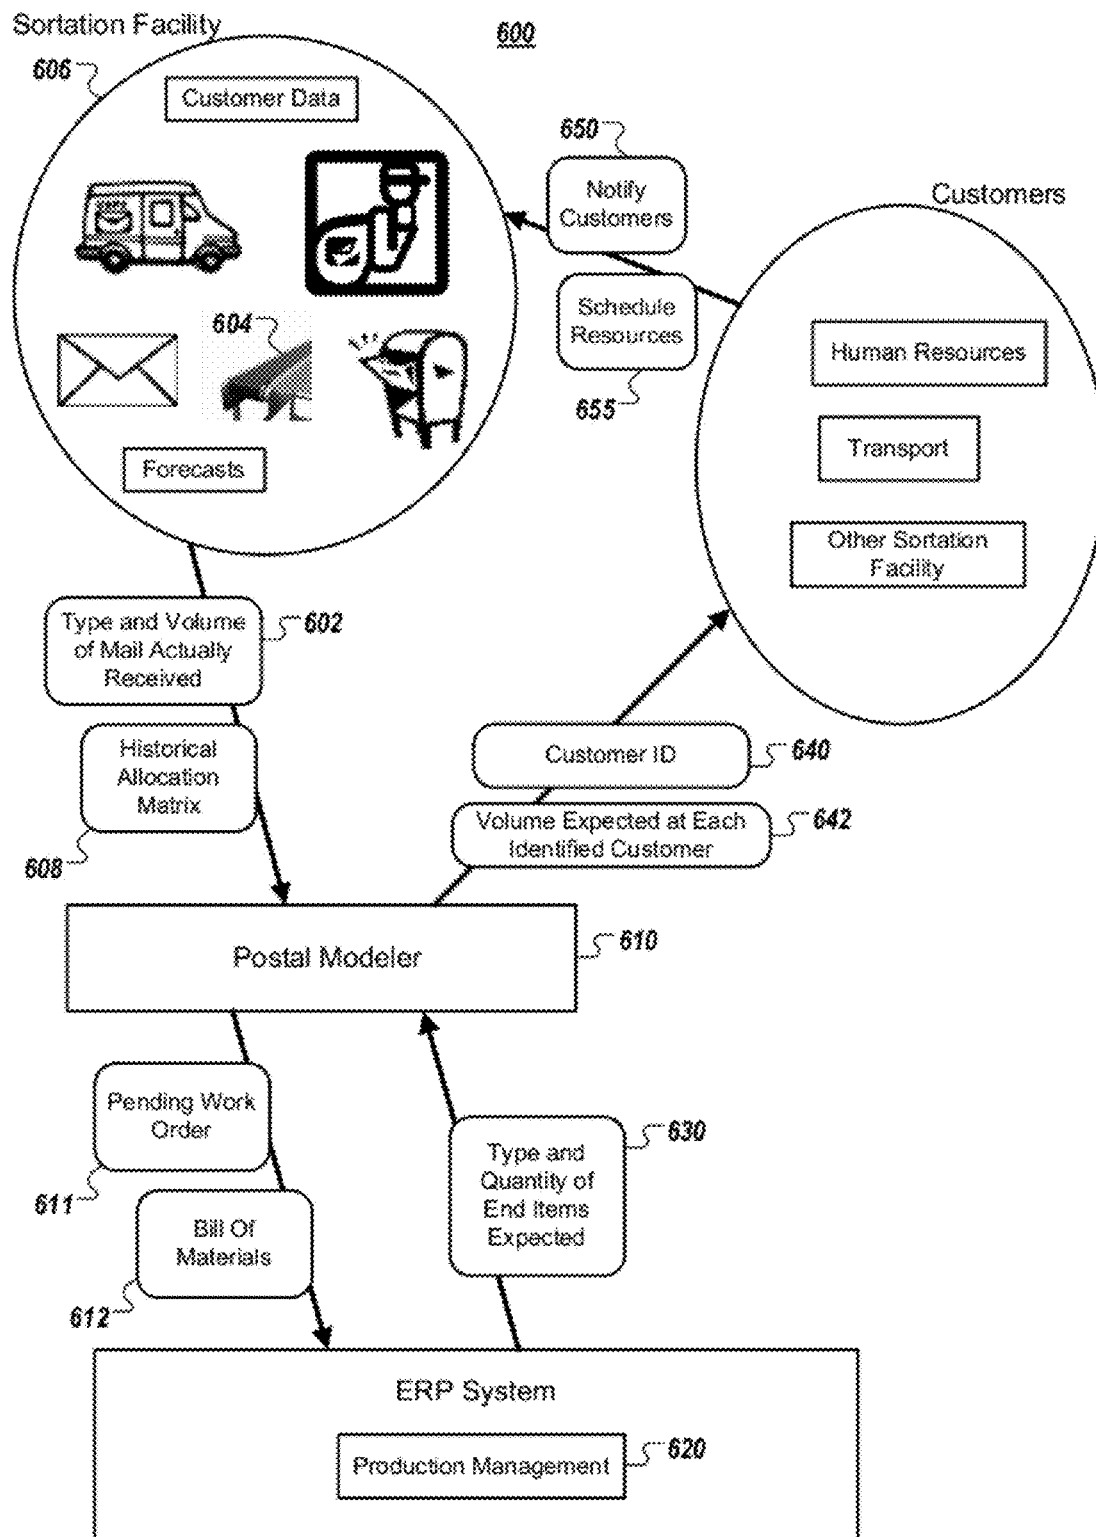 Sortation Facility
600
606
Customer Data
650
Notify
Customers
Customers
604
Schedule
Resources
655
Human Resources
Transport
Other Sortation
Facility
Forecasts
Type and Volume
of Mail Actually
Received
602
Historical
Allocation
Matrix
608
Customer ID
640
Volume Expected at Each
Identified Customer
642
Postal Modeler
610
Pending Work
Order
611
Bill Of
Materials
612
Type and
Quantity of
End Items
Expected
630
ERP System
Production Management
620